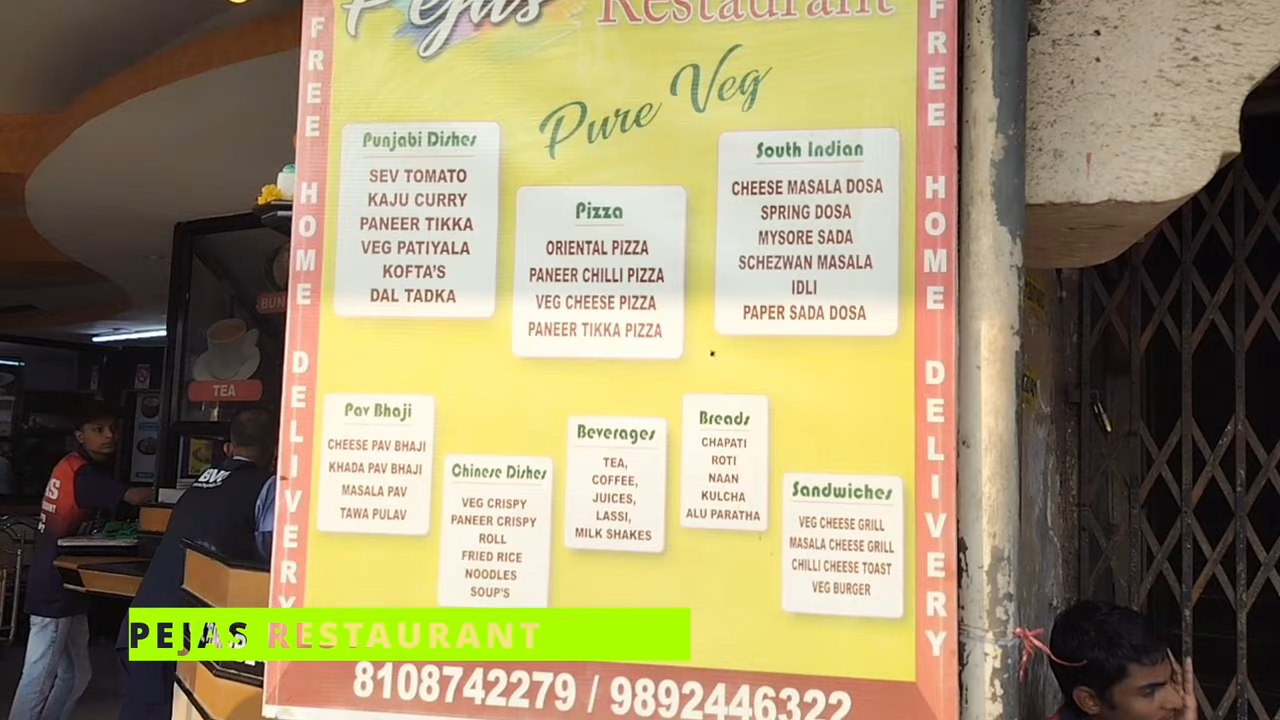 Pejas Restaurant
Pure Veg
FREE HOME DELIVERY
Punjabi Dishes
SEV TOMATO
KAJU CURRY
PANEER TIKKA
VEG PATIYALA
KOFTA'S
DAL TADKA
Pizza
ORIENTAL PIZZA
PANEER CHILLI PIZZA
VEG CHEESE PIZZA
PANEER TIKKA PIZZA
South Indian
CHEESE MASALA DOSA
SPRING DOSA
MYSORE SADA
SCHEZWAN MASALA
IDLI
PAPER SADA DOSA
FREE HOME DELIVERY
TEA
Pav Bhaji
CHEESE PAV BHAJI
KHADA PAV BHAJI
MASALA PAV
TAWA PULAV
Chinese Dishes
VEG CRISPY
PANEER CRISPY
ROLL
FRIED RICE
NOODLES
SOUP'S
Beverages
TEA,
COFFEE,
JUICES,
LASSI,
MILK SHAKES
Breads
CHAPATI
ROTI
NAAN
KULCHA
ALU PARATHA
Sandwiches
VEG CHEESE GRILL
MASALA CHEESE GRILL
CHILLI CHEESE TOAST
VEG BURGER
PEJAS RESTAURANT
8108742279 / 9892446322